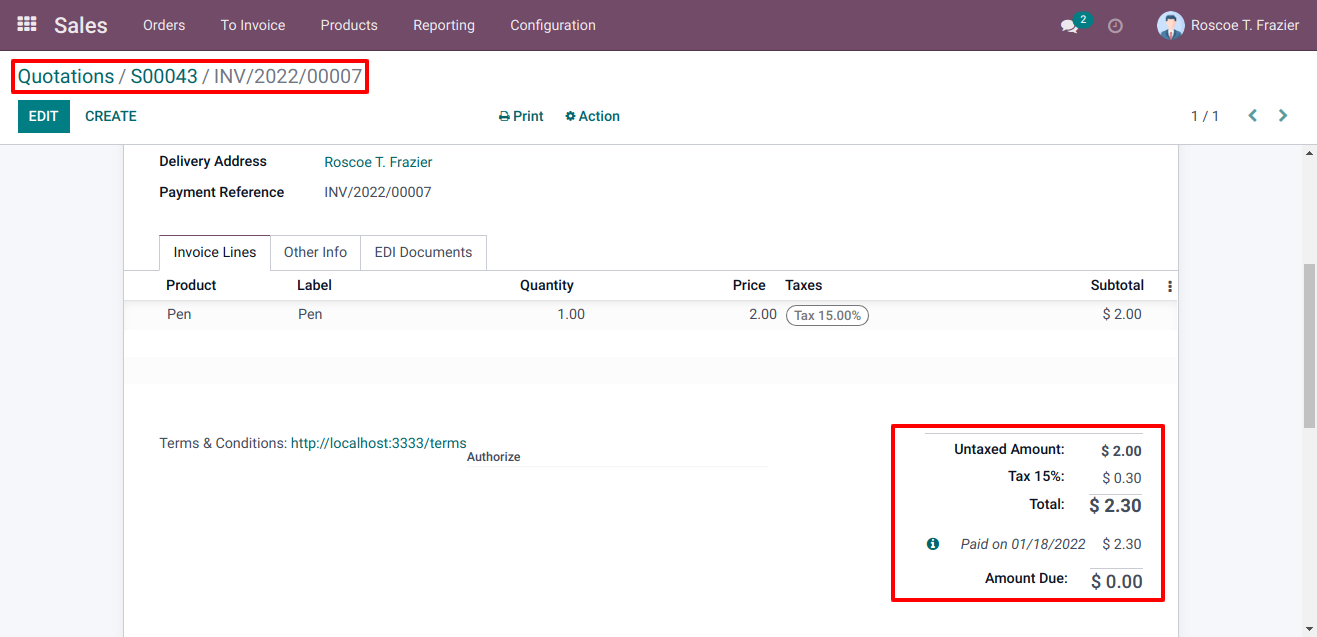 Sales Orders To Invoice Products Reporting Configuration 2 Roscoe T. Frazier
Quotations / S00043 / INV/2022/00007
EDIT CREATE Print Action 1 / 1
Delivery Address Roscoe T. Frazier
Payment Reference INV/2022/00007
Invoice Lines Other Info EDI Documents
Product Label Quantity Price Taxes Subtotal
Pen Pen 1.00 2.00 Tax 15.00% $ 2.00
Terms & Conditions: http://localhost:3333/terms
Authorize
Untaxed Amount: $ 2.00
Tax 15%: $ 0.30
Total: $ 2.30
Paid on 01/18/2022 $ 2.30
Amount Due: $ 0.00